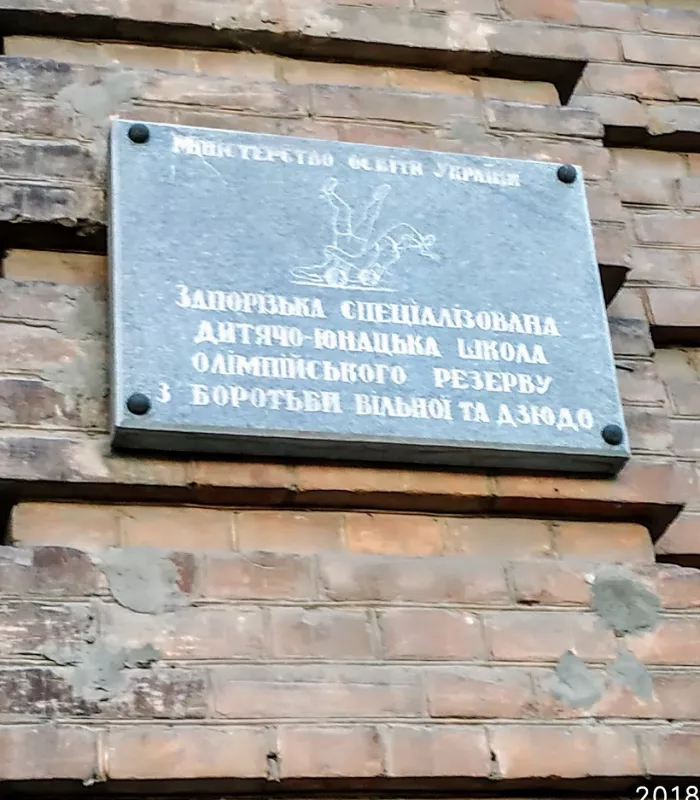 МІНІСТЕРСТВО ОСВІТИ УКРАЇНИ
ЗАПОРІЗЬКА СПЕЦІАЛІЗОВАНА
ДИТЯЧО-ЮНАЦЬКА ШКОЛА
ОЛІМПІЙСЬКОГО РЕЗЕРВУ
З БОРОТЬБИ ВІЛЬНОЇ ТА ДЗЮДО
2018